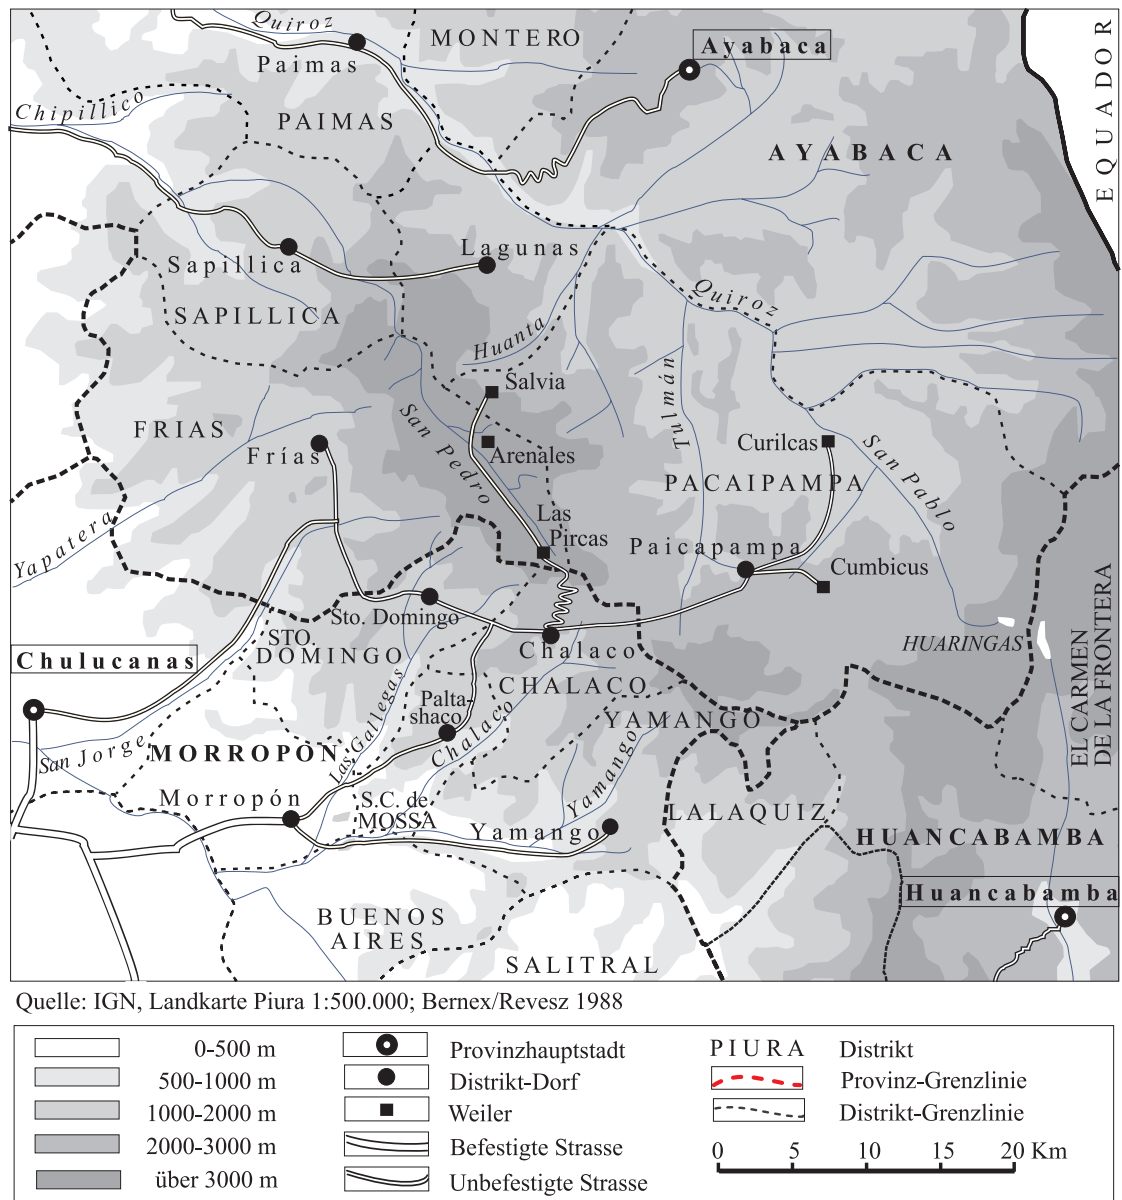 Quiroz
MONTERO
Ayabaca
Paimas
EQUADOR
Chipillico
PAIMAS
AYABACA
Lagunas
Sapillica
Quiroz
SAPILLICA
Huanta
Tulmán
Salvia
San Pedro
FRIAS
Frías
Arenales
Curilcas
San Pablo
PACAIPAMPA
Yapatera
Las
Pircas
Paicapampa
Cumbicus
Sto. Domingo
STO.
DOMINGO
Chalaco
HUARINGAS
EL CARMEN
DE LA FRONTERA
Chulucanas
CHALACO
Palta-
shaco
Las Gallegas
Chalaco
YAMANGO
San Jorge
MORROPÓN
Yamango
Morropón
S.C. de
MOSSA
Yamango
LALAQUIZ
HUANCABAMBA
Huancabamba
BUENOS
AIRES
SALITRAL
Quelle: IGN, Landkarte Piura 1:500.000; Bernex/Revesz 1988
0-500 m
500-1000 m
1000-2000 m
2000-3000 m
über 3000 m
Provinzhauptstadt
Distrikt-Dorf
Weiler
Befestigte Strasse
Unbefestigte Strasse
PIURA Distrikt
Provinz-Grenzlinie
Distrikt-Grenzlinie
0 5 10 15 20 Km